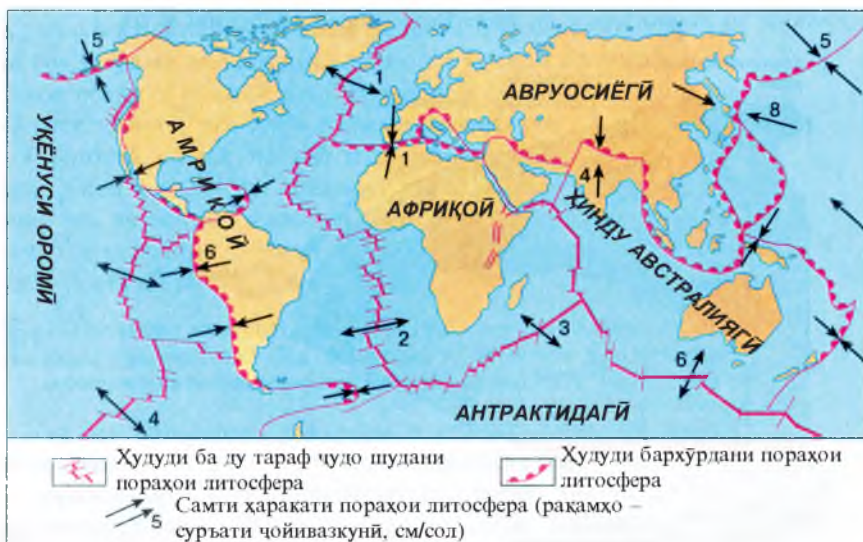 5
5
1
АВРУОСИЁГӢ
8
УҚЁНУСИ ОРОМӢ
АМРИКОӢ
1
4
АФРИҚОӢ
ҲИНДУ АВСТРАЛИЯГӢ
6
2
3
6
4
АНТРАКТИДАГӢ
Ҳудуди ба ду тараф ҷудо шудани
пораҳои литосфера
Ҳудуди бархӯрдани пораҳои
литосфера
5
Самти ҳаракати пораҳои литосфера (рақамҳо –
суръати ҷойивазкунӣ, см/сол)